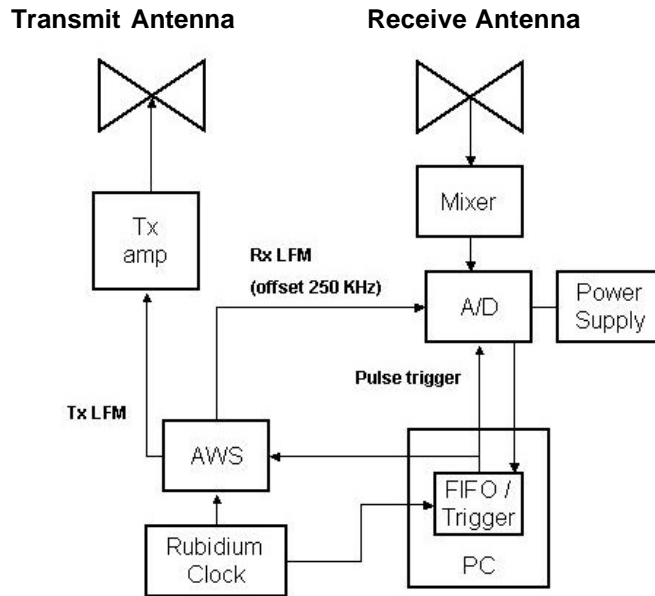 Transmit Antenna
Receive Antenna
Mixer
Tx
amp
Rx LFM
(offset 250 KHz)
A/D
Power
Supply
Pulse trigger
Tx LFM
AWS
FIFO /
Trigger
Rubidium
Clock
PC